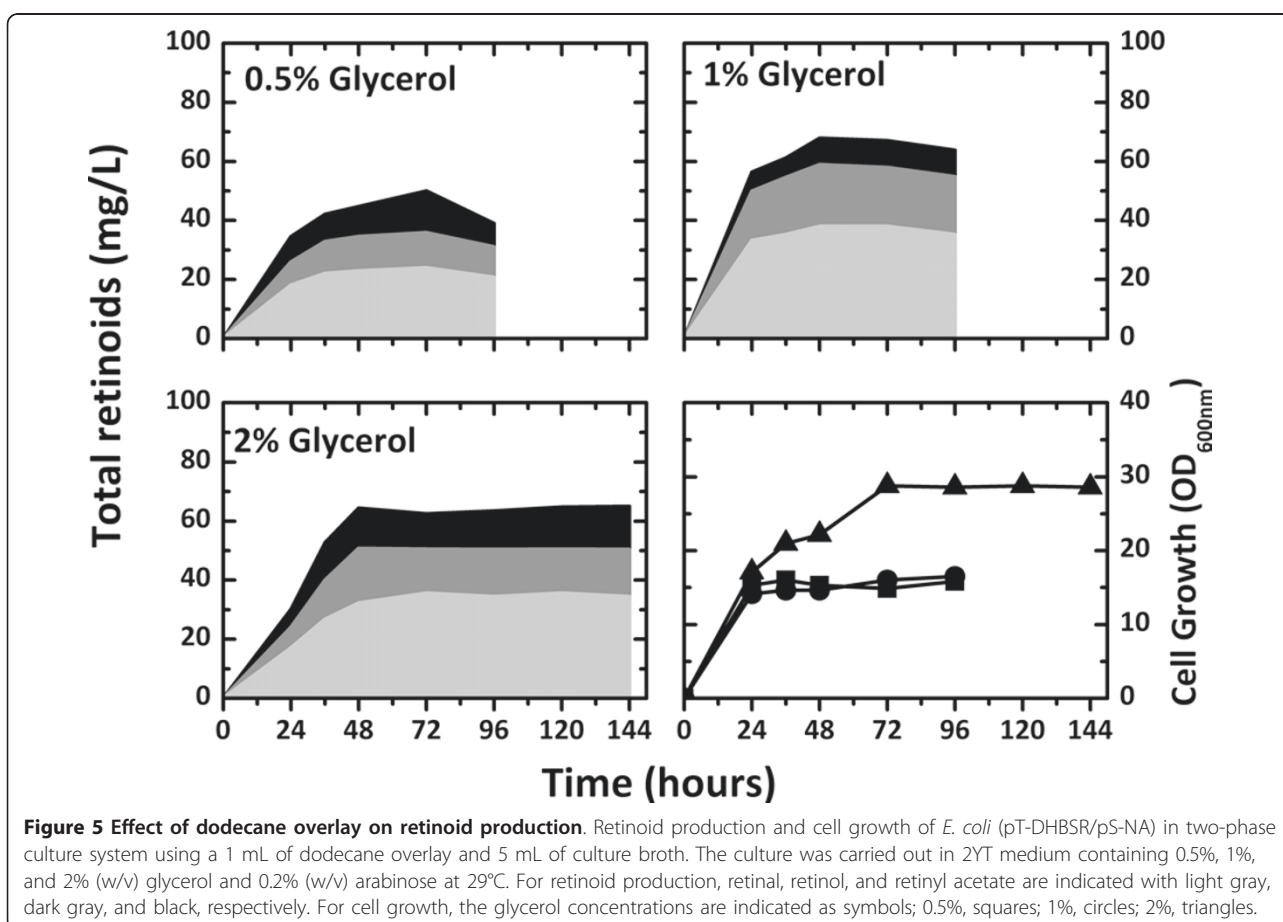 100
80
60
40
20
0
0.5% Glycerol
1% Glycerol
100
80
60
40
20
0
Total retinoids (mg/L)
100
80
60
40
20
0
2% Glycerol
40
30
20
10
0
Cell Growth (OD600nm)
0 24 48 72 96 120 144
0 24 48 72 96 120 144
Time (hours)
Figure 5 Effect of dodecane overlay on retinoid production. Retinoid production and cell growth of E. coli (pT-DHBSR/pS-NA) in two-phase
culture system using a 1 mL of dodecane overlay and 5 mL of culture broth. The culture was carried out in 2YT medium containing 0.5%, 1%,
and 2% (w/v) glycerol and 0.2% (w/v) arabinose at 29°C. For retinoid production, retinal, retinol, and retinyl acetate are indicated with light gray,
dark gray, and black, respectively. For cell growth, the glycerol concentrations are indicated as symbols; 0.5%, squares; 1%, circles; 2%, triangles.